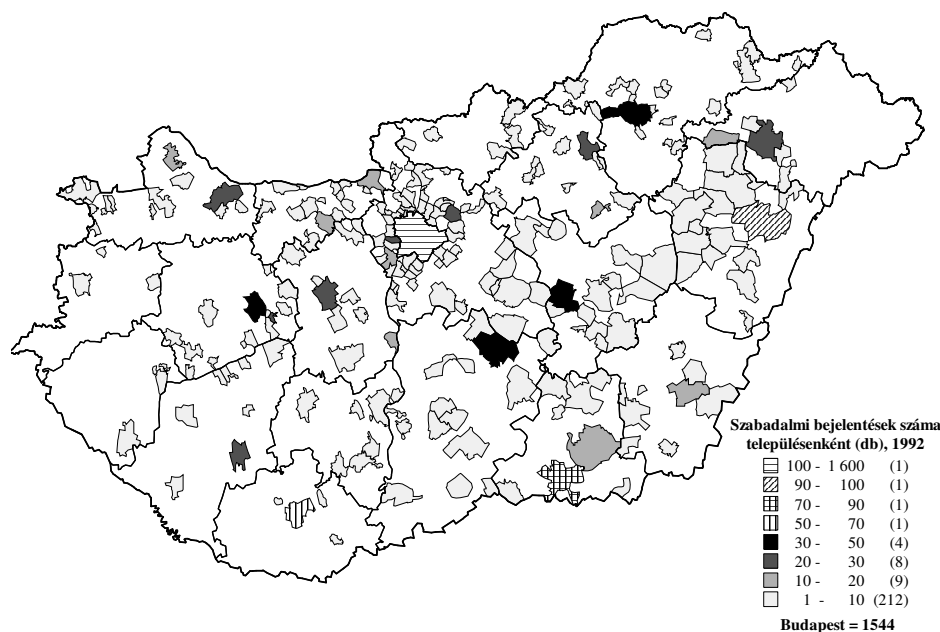 Szabadalmi bejelentések száma
településenként (db), 1992
100 - 1 600 (1)
90 - 100 (1)
70 - 90 (1)
50 - 70 (1)
30 - 50 (4)
20 - 30 (8)
10 - 20 (9)
1 - 10 (212)
Budapest = 1544